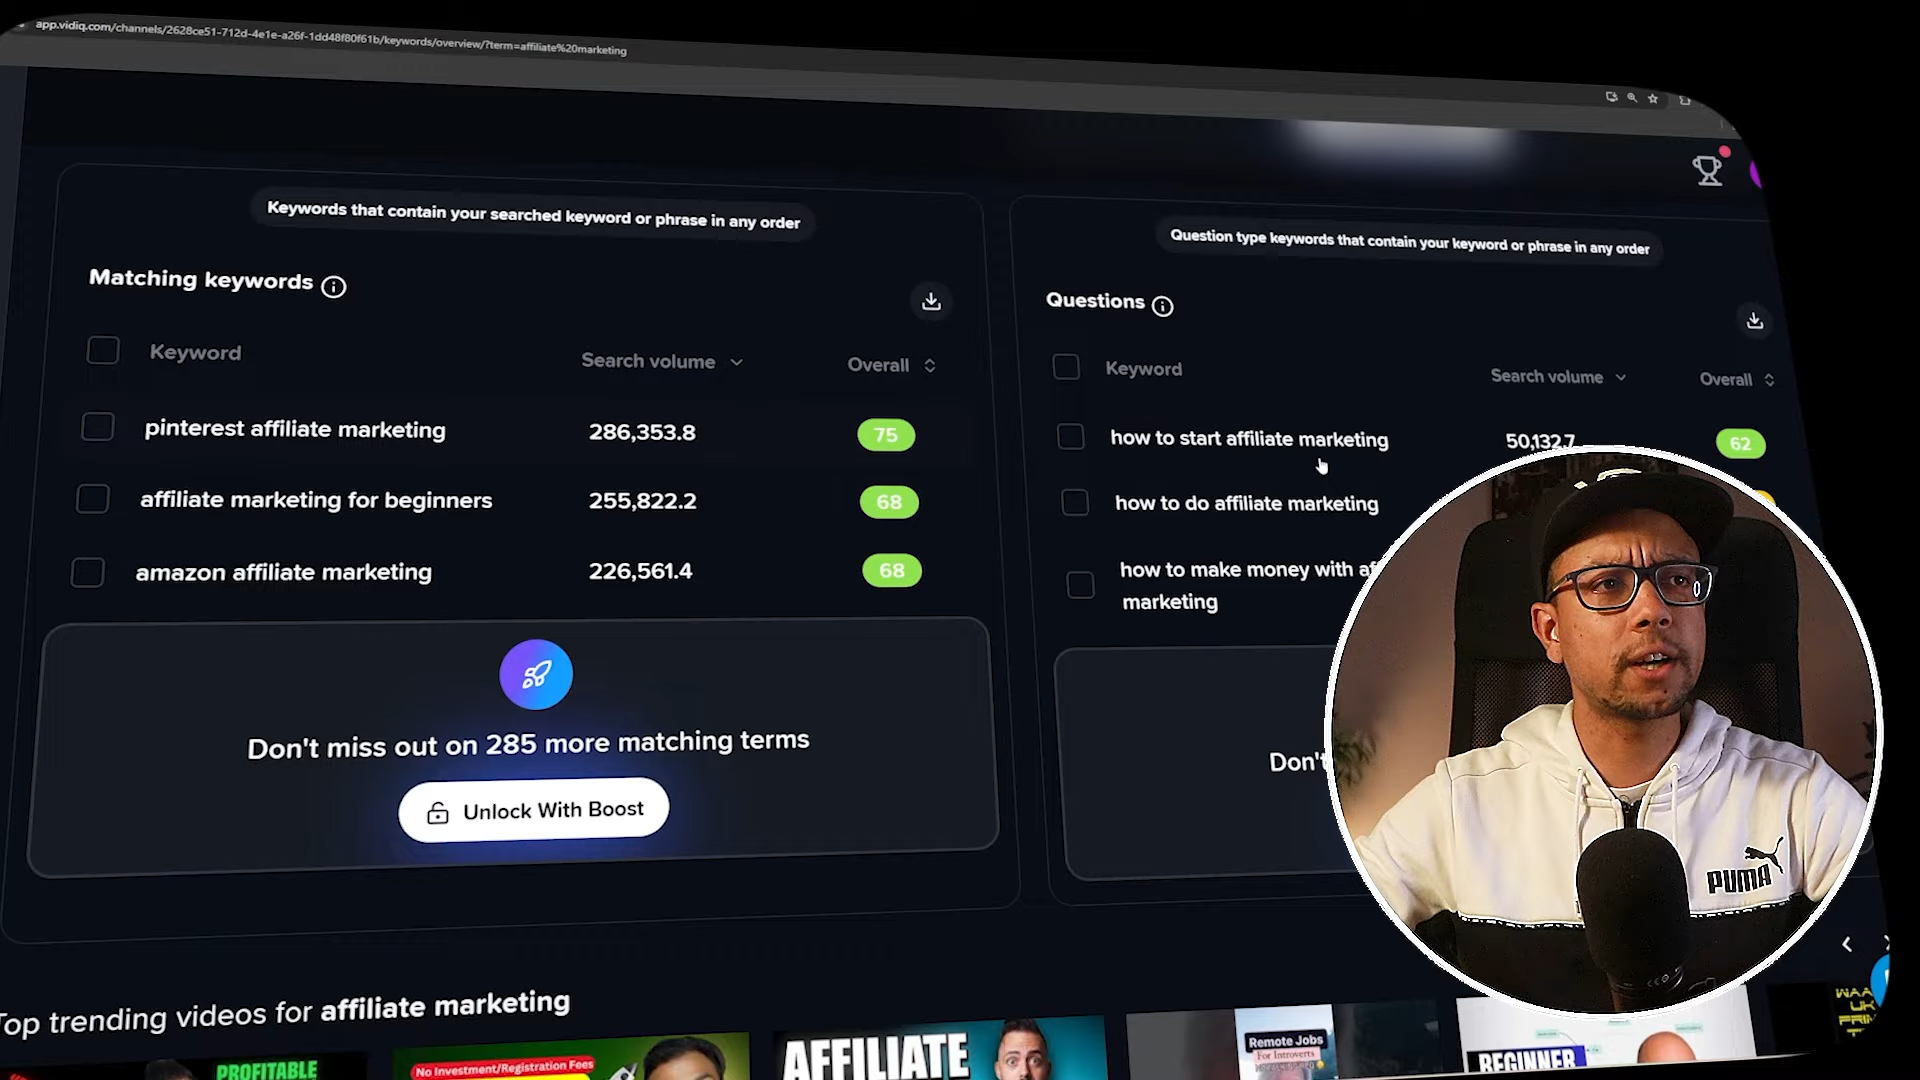 app.vidiq.com/channels/2628ce51-712d-4e1e-a26f-1dd48f80f61b/keywords/overview/?term=affiliate%20marketing
Keywords that contain your searched keyword or phrase in any order
Matching keywords
Keyword Search volume Overall
pinterest affiliate marketing 286,353.8 75
affiliate marketing for beginners 255,822.2 68
amazon affiliate marketing 226,561.4 68
Don't miss out on 285 more matching terms
Unlock With Boost
Question type keywords that contain your keyword or phrase in any order
Questions
Keyword Search volume Overall
how to start affiliate marketing 50,132.7 62
how to do affiliate marketing
how to make money with af
marketing
Don't
PUMA
Top trending videos for affiliate marketing
PROFITABLE
No Investment/Registration Fees
AFFILIATE
Remote Jobs
For Introverts
BEGINNER